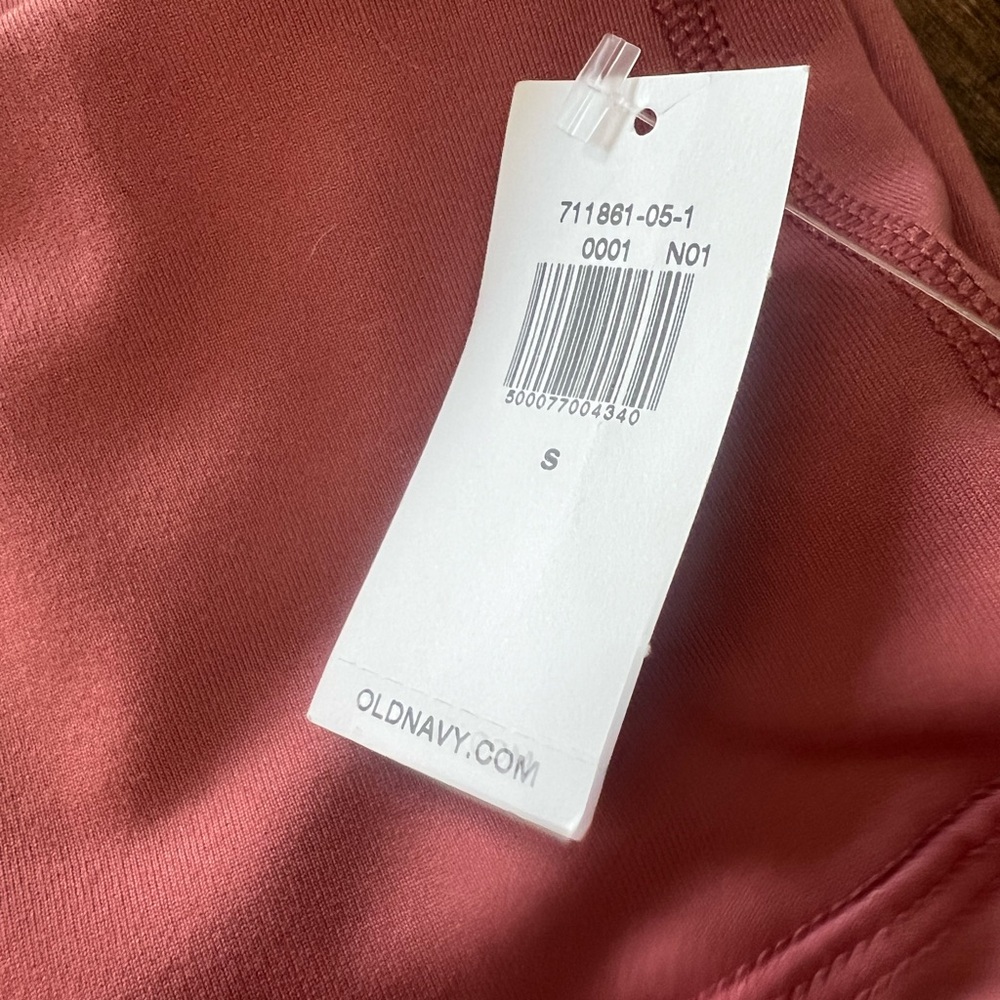 711861-05-1
0001 N01
500077004340
S
OLDNAVY.COM